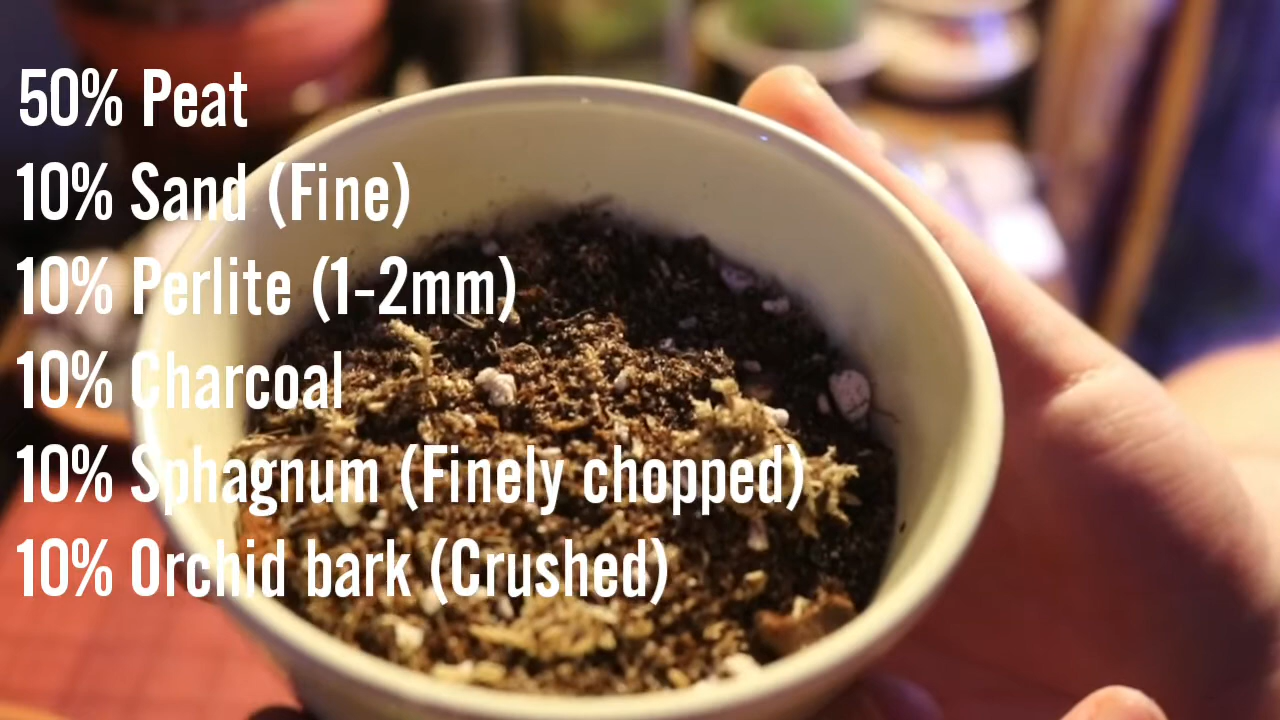 50% Peat
10% Sand (Fine)
10% Perlite (1-2mm)
10% Charcoal
10% Sphagnum (Finely chopped)
10% Orchid bark (Crushed)